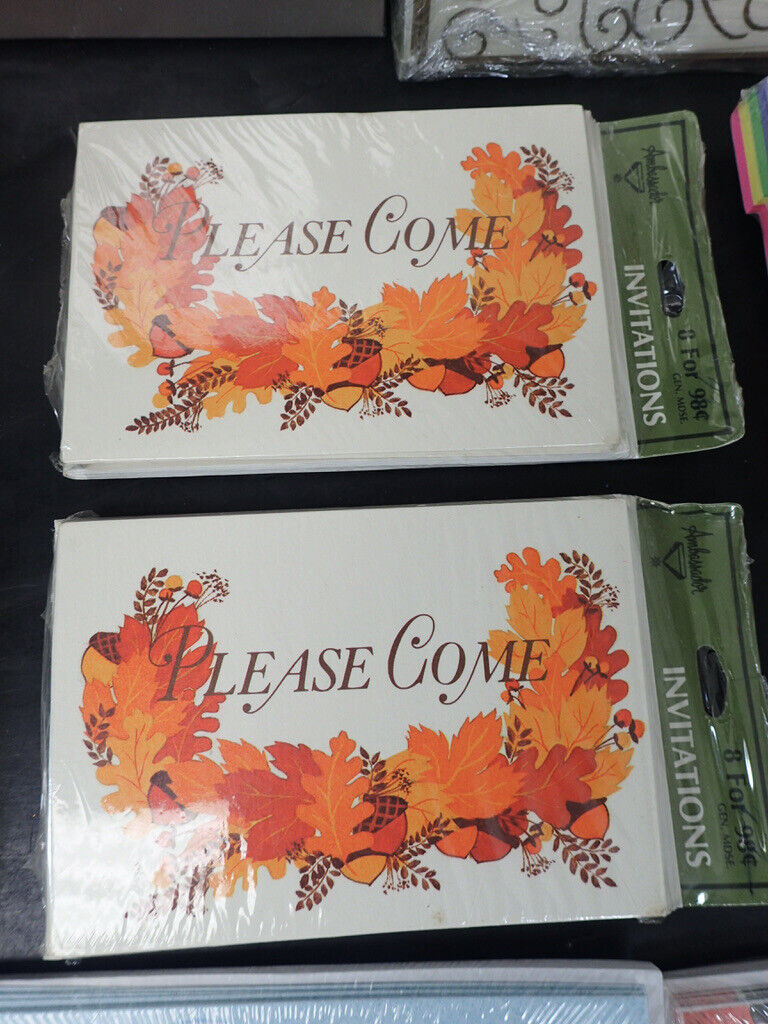 PLEASE COME
Ambassador
INVITATIONS
8 For 98¢
GEN. MDSE.
PLEASE COME
Ambassador
INVITATIONS
8 For 98¢
GEN. MDSE.